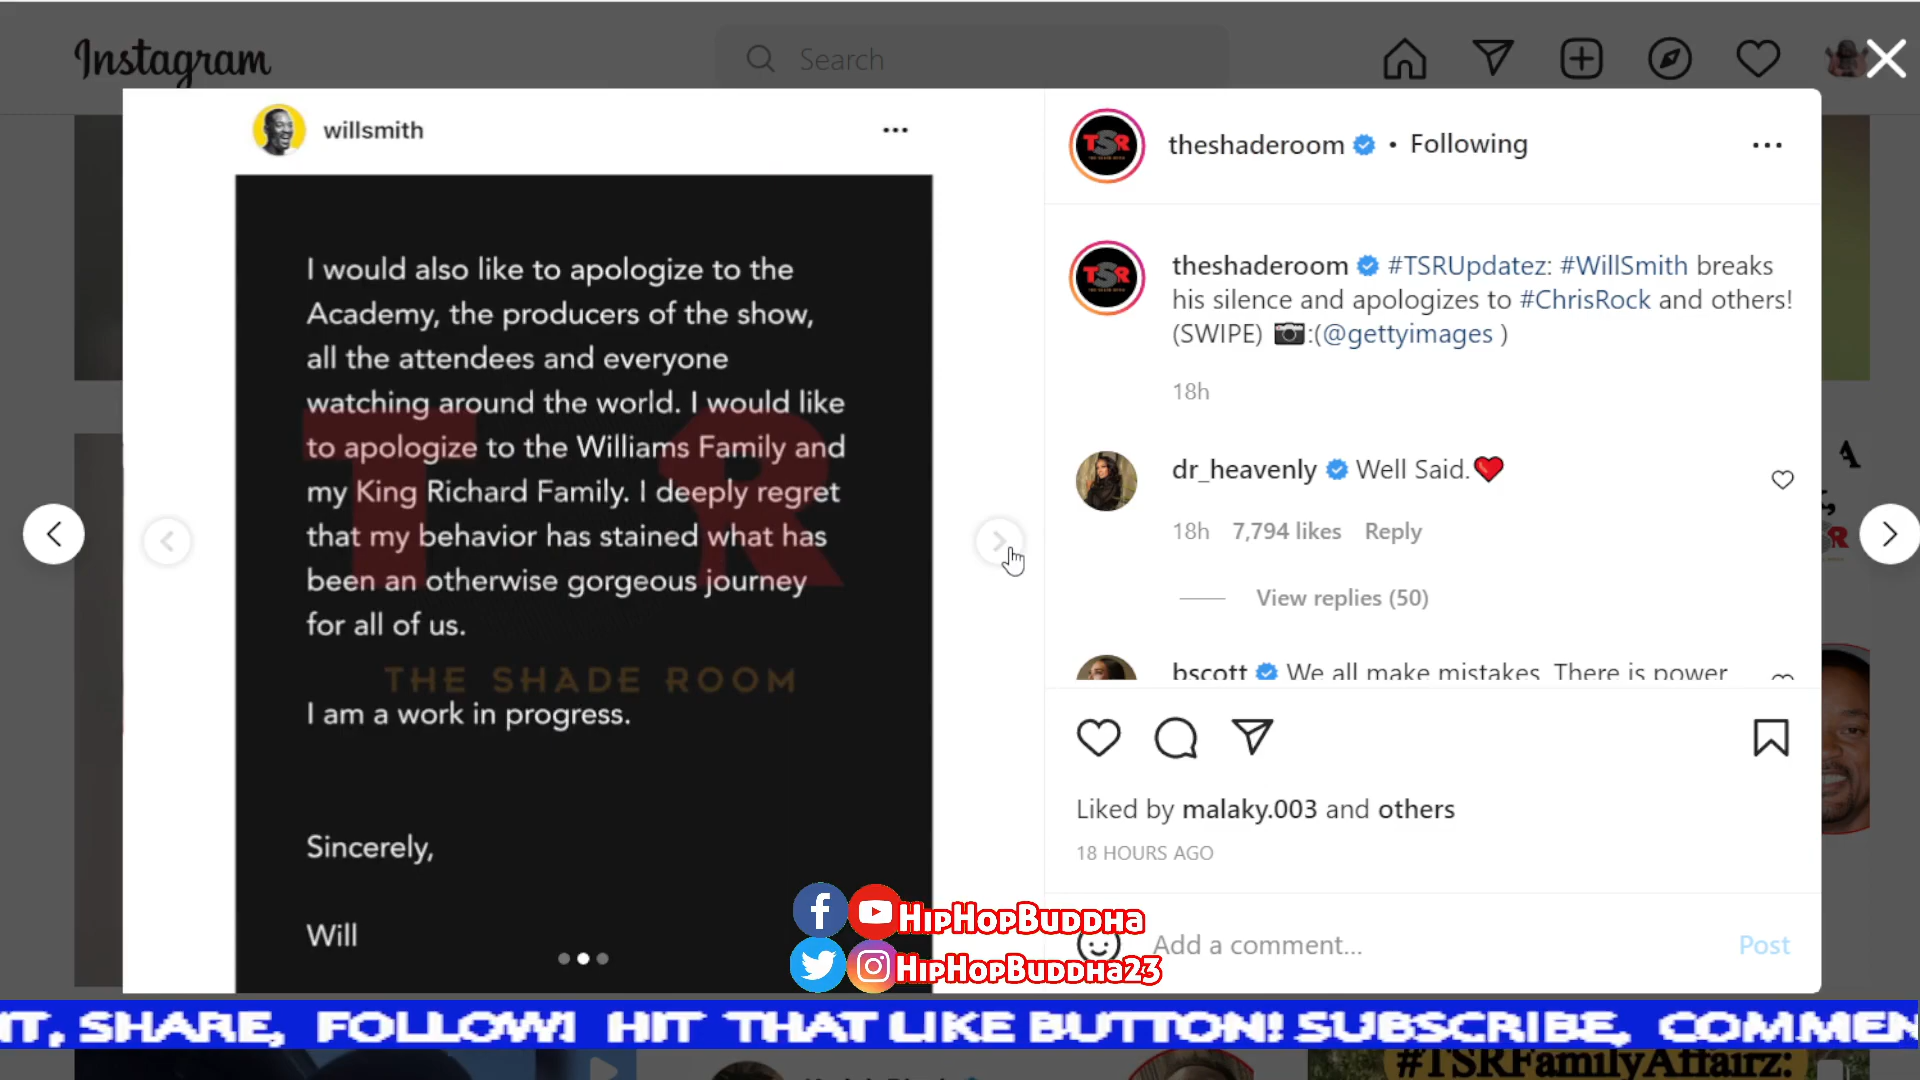 Instagram
Search
willsmith
I would also like to apologize to the
Academy, the producers of the show,
all the attendees and everyone
watching around the world. I would like
to apologize to the Williams Family and
my King Richard Family. I deeply regret
that my behavior has stained what has
been an otherwise gorgeous journey
for all of us.
THE SHADE ROOM
I am a work in progress.
Sincerely,
Will
TSR
theshaderoom • Following
TSR
theshaderoom #TSRUpdatez: #WillSmith breaks
his silence and apologizes to #ChrisRock and others!
(SWIPE) :(@gettyimages )
18h
dr_heavenly Well Said.
18h 7,794 likes Reply
View replies (50)
bscott We all make mistakes. There is power
Liked by malaky.003 and others
18 HOURS AGO
Add a comment...
Post
HipHopBuddha
HipHopBuddha23
NT, SHARE, FOLLOW! HIT THAT LIKE BUTTON! SUBSCRIBE, COMMEN
#TSRFamilyAffairz: